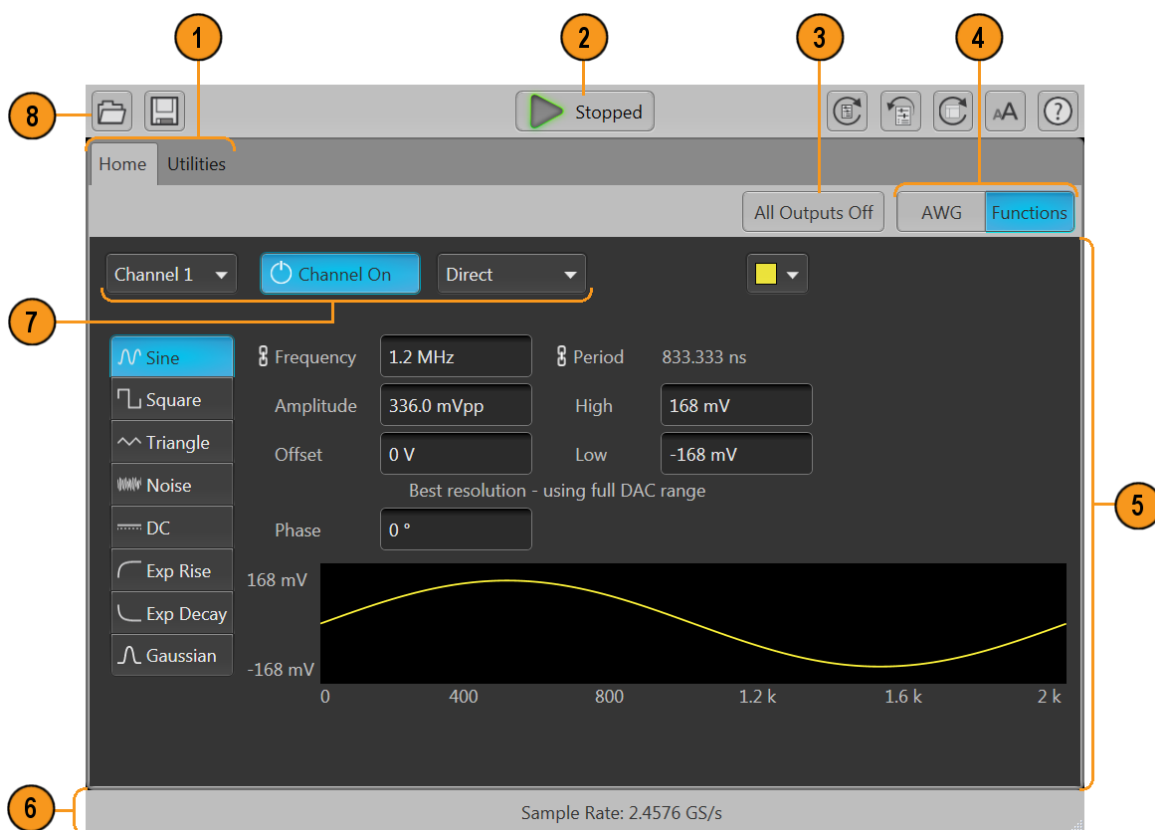 1
2
3
4
8
Stopped
AA
?
Home Utilities
All Outputs Off AWG Functions
Channel 1 Channel On Direct
7
Sine Frequency 1.2 MHz Period 833.333 ns
Square Amplitude 336.0 mVpp High 168 mV
Triangle Offset 0 V Low -168 mV
Noise Best resolution - using full DAC range
5
DC Phase 0 °
Exp Rise 168 mV
Exp Decay
Gaussian -168 mV
0 400 800 1.2 k 1.6 k 2 k
6
Sample Rate: 2.4576 GS/s